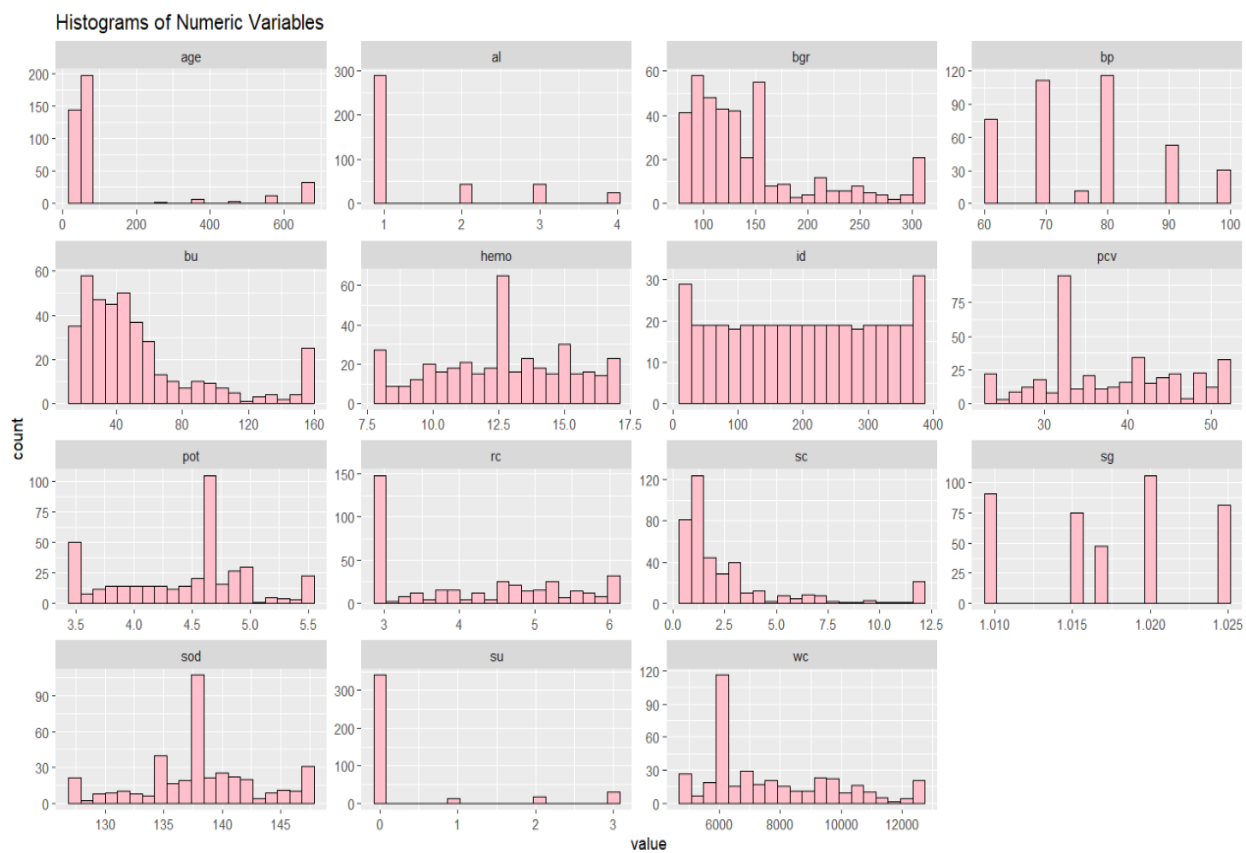 Histograms of Numeric Variables
age
al
bgr
bp
200
150
100
50
0
0 200 400 600
300
200
100
0
1 2 3 4
60
40
20
0
100 150 200 250 300
120
90
60
30
0
60 70 80 90 100
bu
hemo
id
pcv
60
40
20
0
40 80 120 160
60
40
20
0
7.5 10.0 12.5 15.0 17.5
30
20
10
0
0 100 200 300 400
75
50
25
0
30 40 50
count
pot
rc
sc
sg
100
75
50
25
0
3.5 4.0 4.5 5.0 5.5
150
100
50
0
3 4 5 6
120
80
40
0
0.0 2.5 5.0 7.5 10.0 12.5
100
75
50
25
0
1.010 1.015 1.020 1.025
sod
su
wc
90
60
30
0
130 135 140 145
300
200
100
0
0 1 2 3
120
90
60
30
0
6000 8000 10000 12000
value